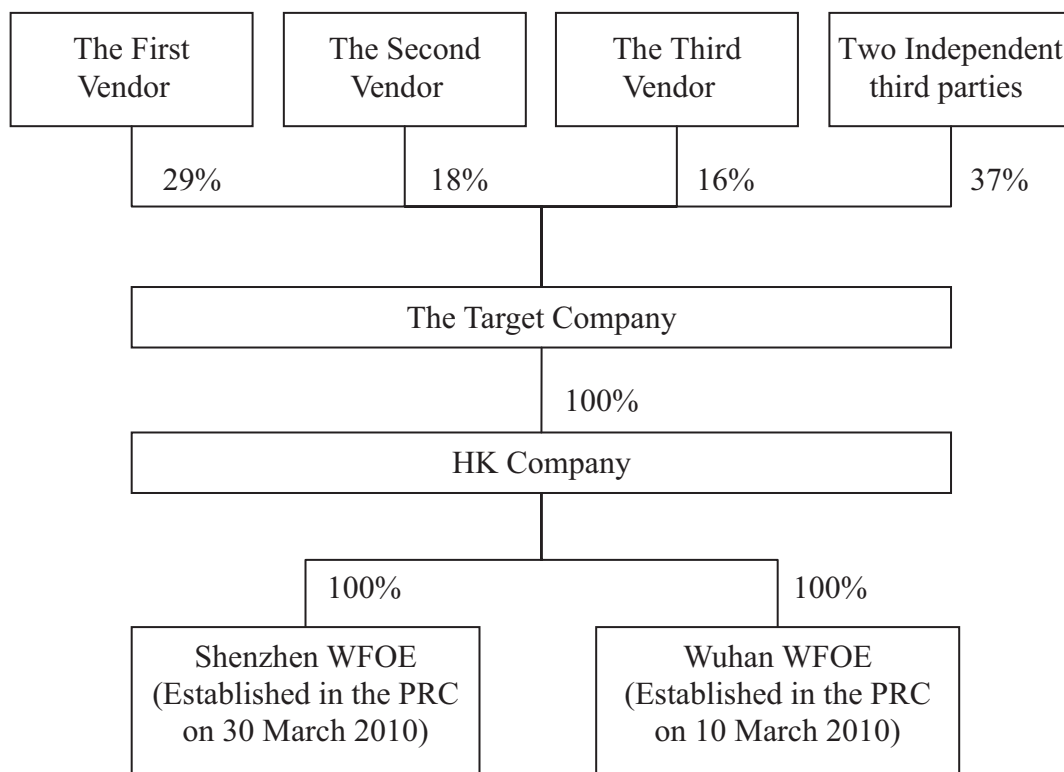 The First
Vendor
The Second
Vendor
The Third
Vendor
Two Independent
third parties
29%
18%
16%
37%
The Target Company
100%
HK Company
100%
100%
Shenzhen WFOE
(Established in the PRC
on 30 March 2010)
Wuhan WFOE
(Established in the PRC
on 10 March 2010)